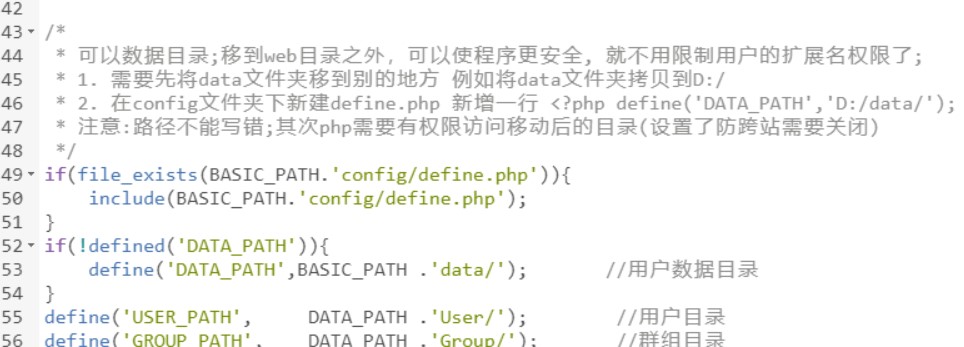 42
43 /*
44  * 可以数据目录;移到web目录之外，可以使程序更安全, 就不用限制用户的扩展名权限了;
45  * 1. 需要先将data文件夹移到别的地方 例如将data文件夹拷贝到D:/
46  * 2. 在config文件夹下新建define.php 新增一行 <?php define('DATA_PATH','D:/data/');
47  * 注意:路径不能写错;其次php需要有权限访问移动后的目录(设置了防跨站需要关闭)
48  */
49 if(file_exists(BASIC_PATH.'config/define.php')){
50     include(BASIC_PATH.'config/define.php');
51 }
52 if(!defined('DATA_PATH')){
53     define('DATA_PATH',BASIC_PATH .'data/');       //用户数据目录
54 }
55 define('USER_PATH',     DATA_PATH .'User/');        //用户目录
56 define('GROUP_PATH',    DATA_PATH .'Group/');       //群组目录